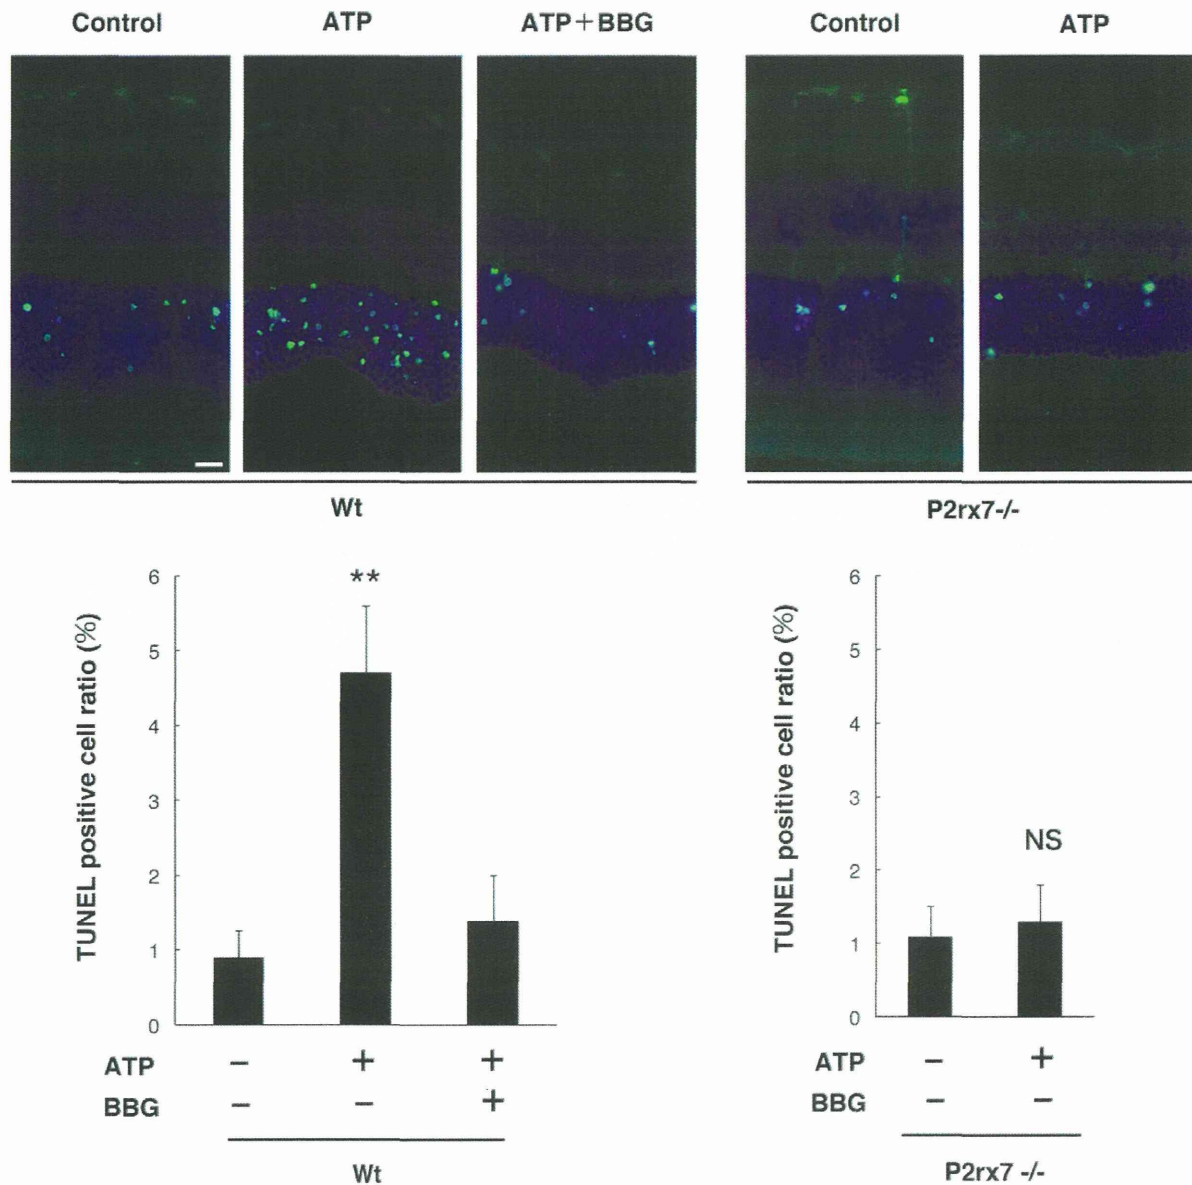 Control ATP ATP+BBG Control ATP
Wt P2rx7-/-
TUNEL positive cell ratio (%)
6
5
4
3
2
1
0
**
ATP - + +
BBG - - +
Wt
TUNEL positive cell ratio (%)
6
5
4
3
2
1
0
NS
ATP - +
BBG - -
P2rx7 -/-